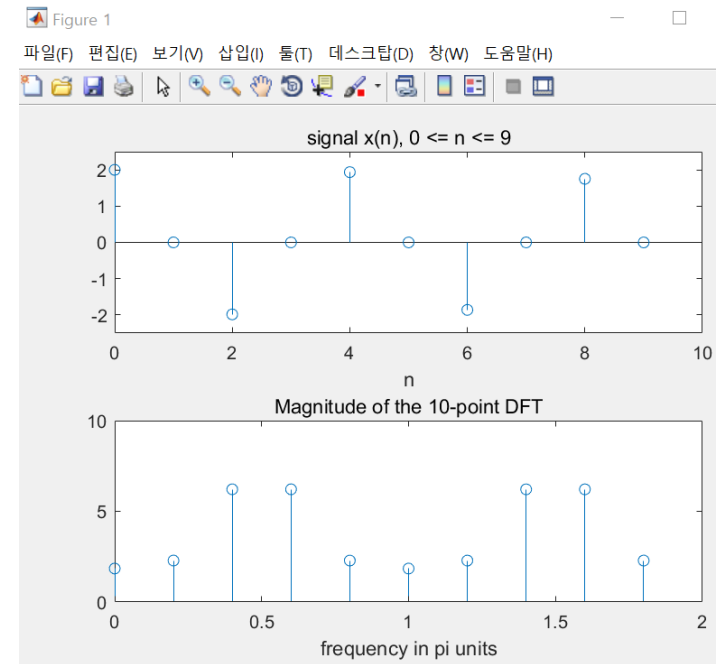 Figure 1
파일(F) 편집(E) 보기(V) 삽입(I) 툴(T) 데스크탑(D) 창(W) 도움말(H)
signal x(n), 0 <= n <= 9
2
1
0
-1
-2
0 2 4 6 8 10
n
Magnitude of the 10-point DFT
10
5
0
0 0.5 1 1.5 2
frequency in pi units